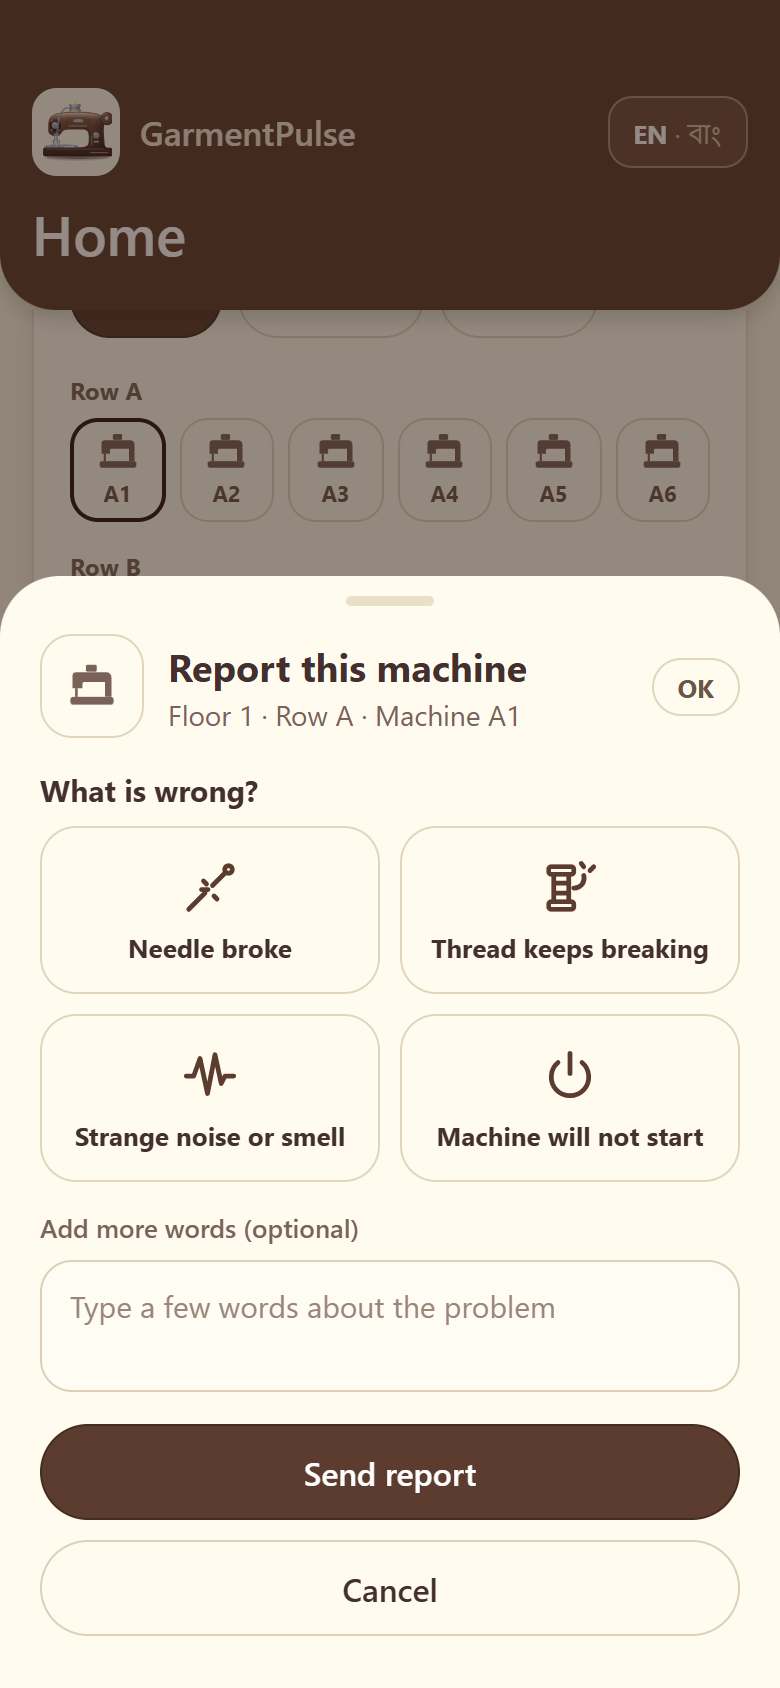 GarmentPulse
EN · বাং
Home
Row A
A1 A2 A3 A4 A5 A6
Row B
Report this machine
Floor 1 · Row A · Machine A1
OK
What is wrong?
Needle broke
Thread keeps breaking
Strange noise or smell
Machine will not start
Add more words (optional)
Type a few words about the problem
Send report
Cancel